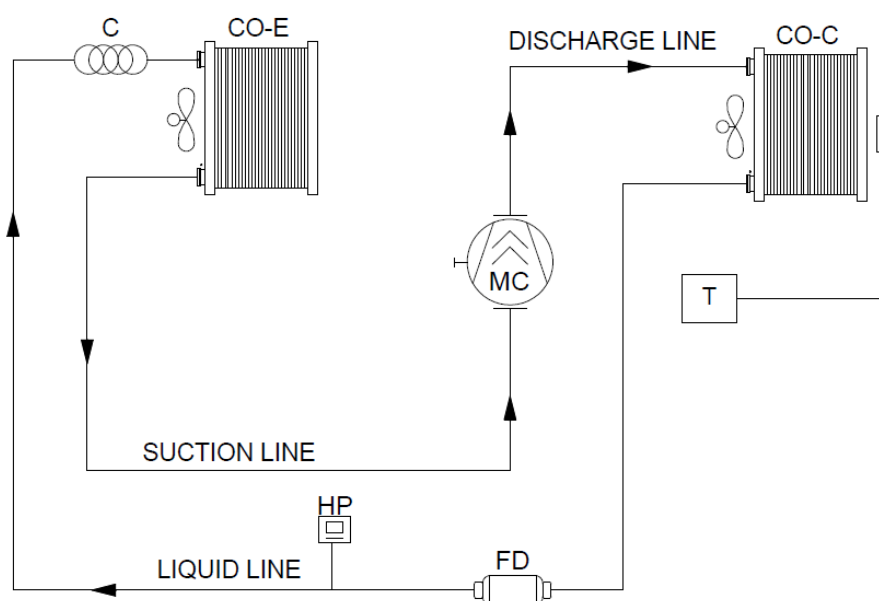 C
CO-E
DISCHARGE LINE
CO-C
MC
T
SUCTION LINE
HP
LIQUID LINE
FD